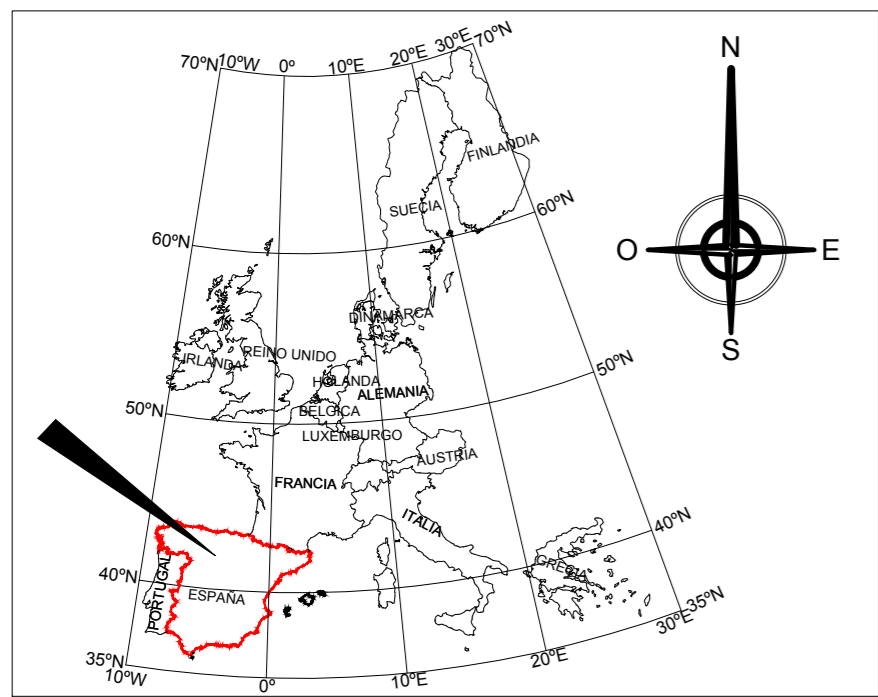 70ºN
10ºW
0º
10ºE
20ºE
30ºE
70ºN
N
FINLANDIA
SUECIA
60ºN
60ºN
O
E
S
DINAMARCA
IRLANDA
REINO UNIDO
HOLANDA
ALEMANIA
50ºN
50ºN
BELGICA
LUXEMBURGO
AUSTRIA
FRANCIA
ITALIA
40ºN
GRECIA
40ºN
ESPAÑA
PORTUGAL
35ºN
35ºN
10ºW
0º
10ºE
20ºE
30ºE